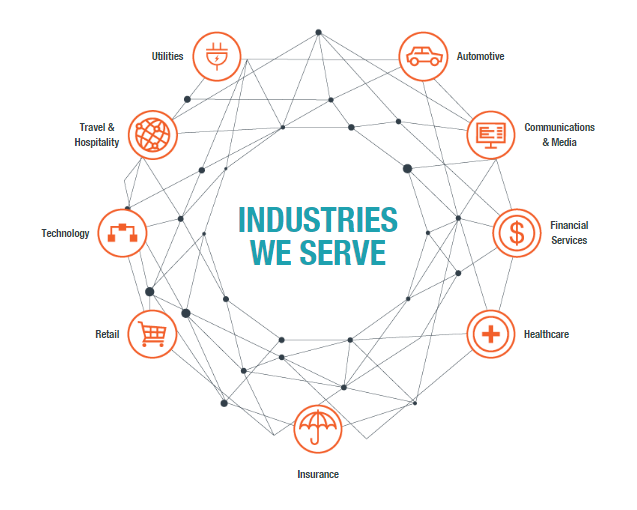 Utilities
Automotive
Travel &
Hospitality
Communications
& Media
INDUSTRIES
WE SERVE
Technology
Financial
Services
$
Retail
Healthcare
Insurance